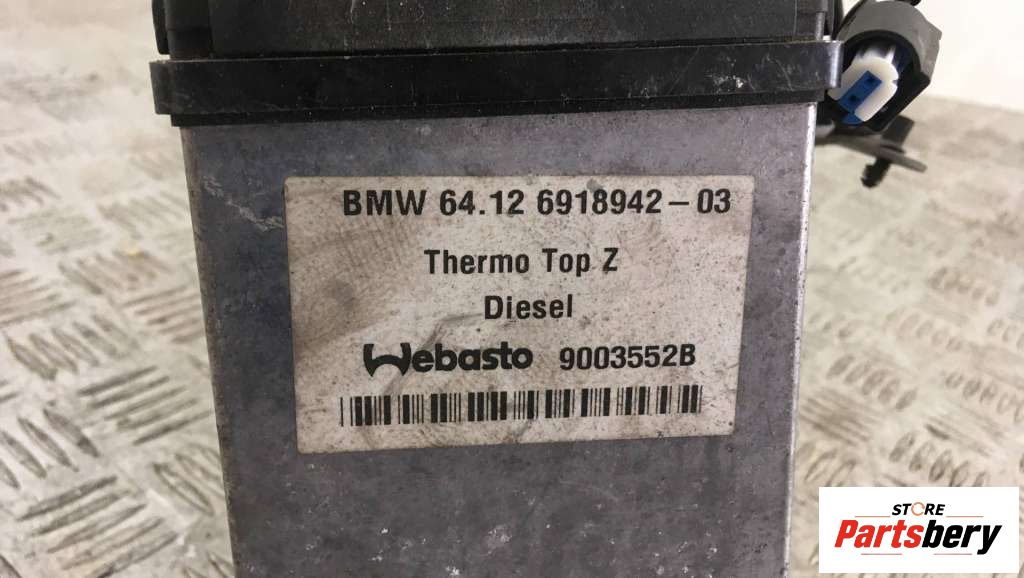 BMW 64.12 6918942-03
Thermo Top Z
Diesel
Webasto 9003552B
STORE
Partsbery